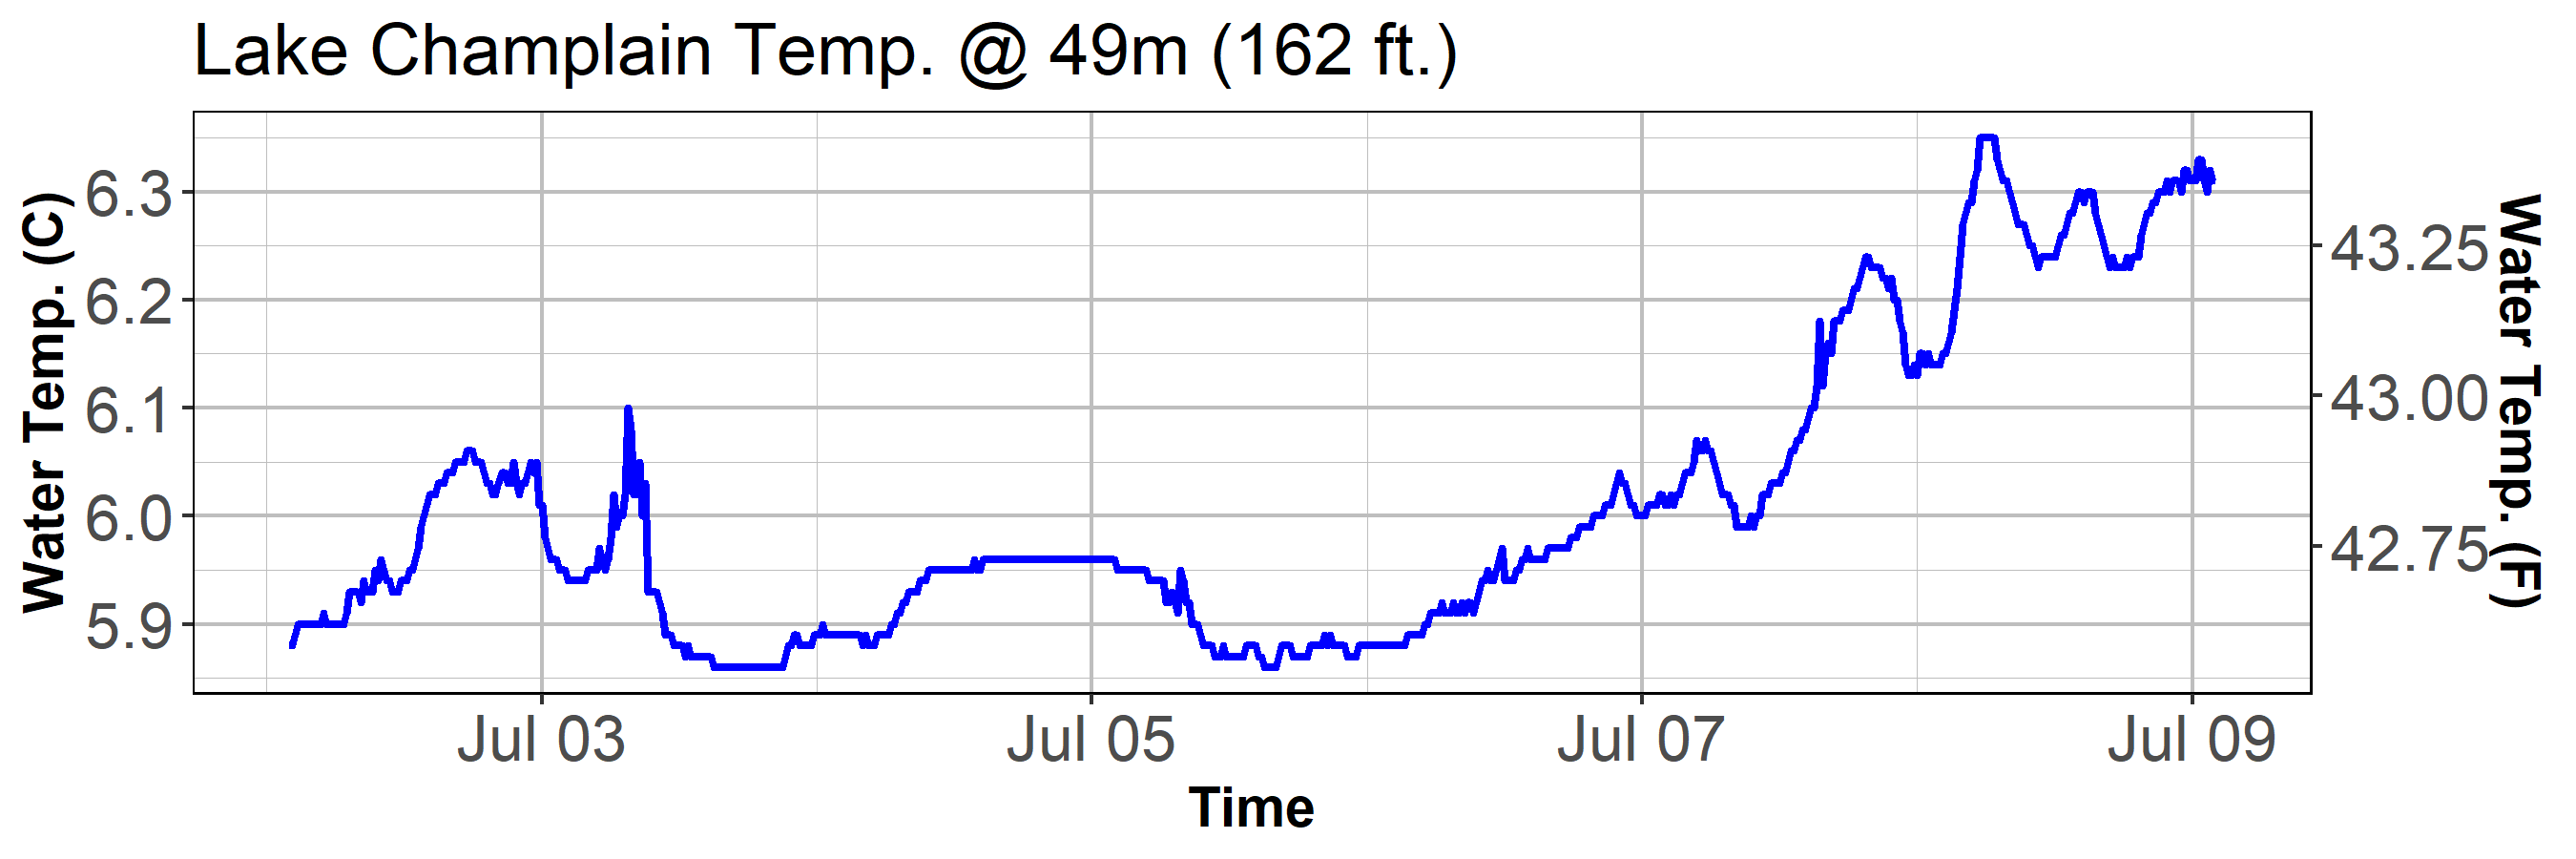 Lake Champlain Temp. @ 49m (162 ft.)
Water Temp. (C)
6.3
6.2
6.1
6.0
5.9
43.25
43.00
42.75
Water Temp. (F)
Jul 03
Jul 05
Jul 07
Jul 09
Time